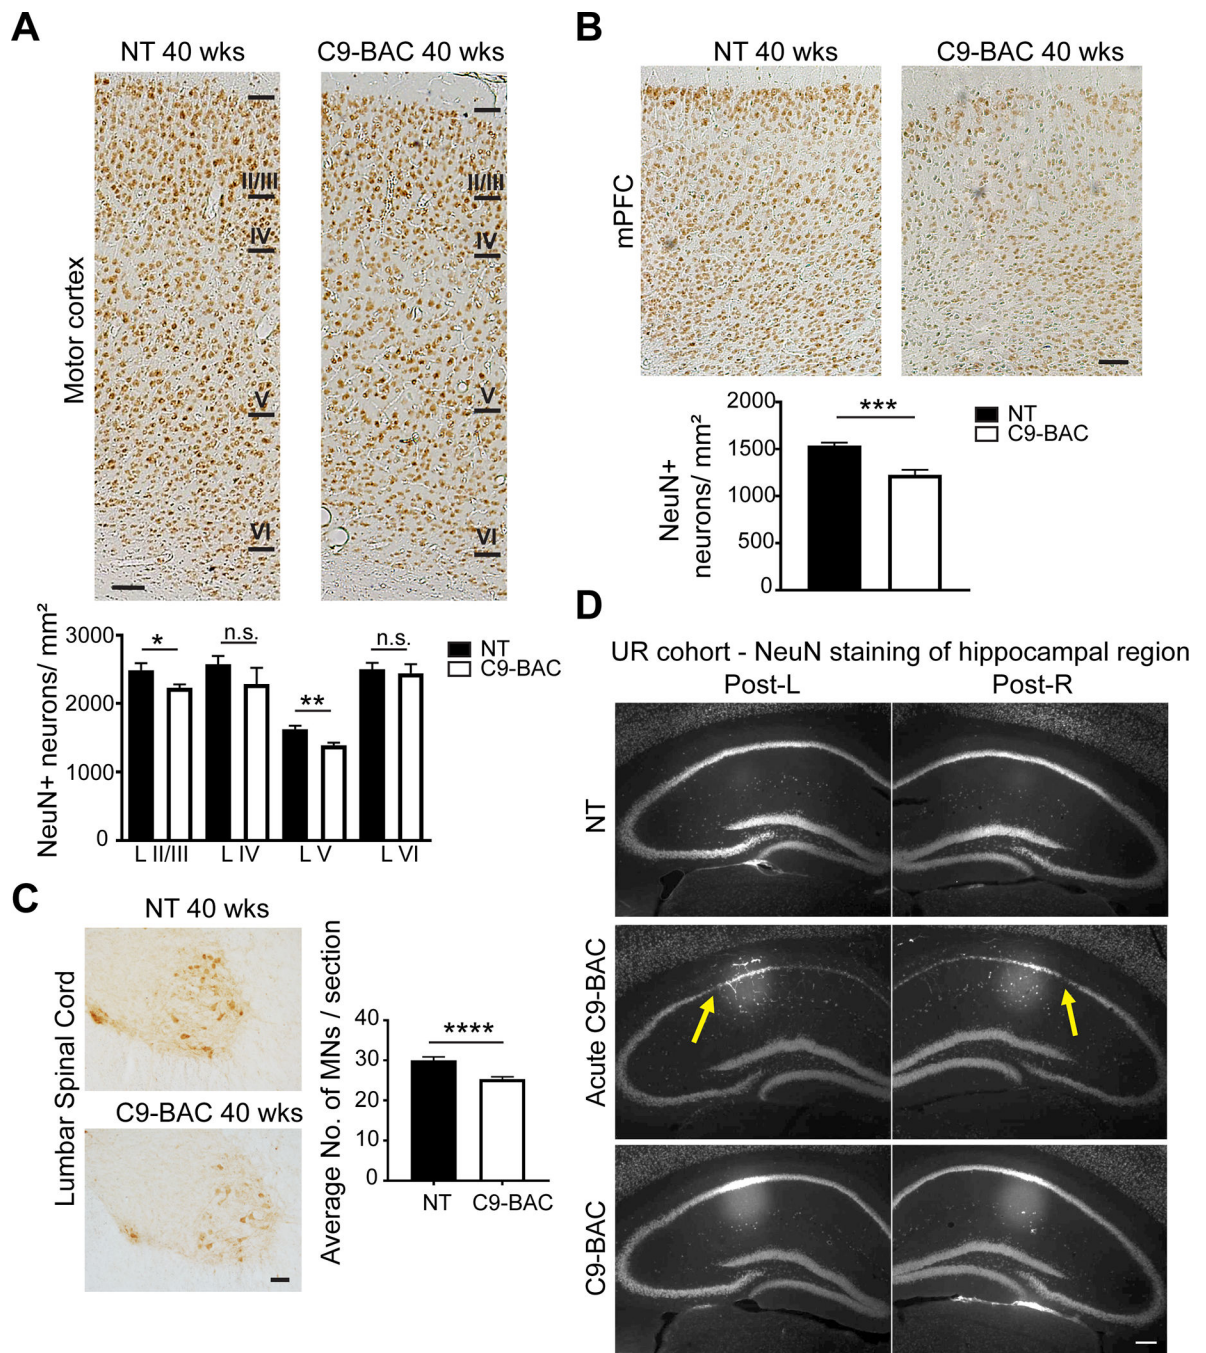 A
NT 40 wks
C9-BAC 40 wks
Motor cortex
II/III
IV
V
VI
II/III
IV
V
VI
NeuN+ neurons/ mm²
3000
2000
1000
0
*
n.s.
**
n.s.
NT
C9-BAC
L II/III
L IV
L V
L VI
B
NT 40 wks
C9-BAC 40 wks
mPFC
NeuN+
neurons/ mm²
2000
1500
1000
500
0
***
NT
C9-BAC
C
NT 40 wks
C9-BAC 40 wks
Lumbar Spinal Cord
Average No. of MNs / section
40
30
20
10
0
****
NT
C9-BAC
D
UR cohort - NeuN staining of hippocampal region
Post-L
Post-R
NT
Acute C9-BAC
C9-BAC